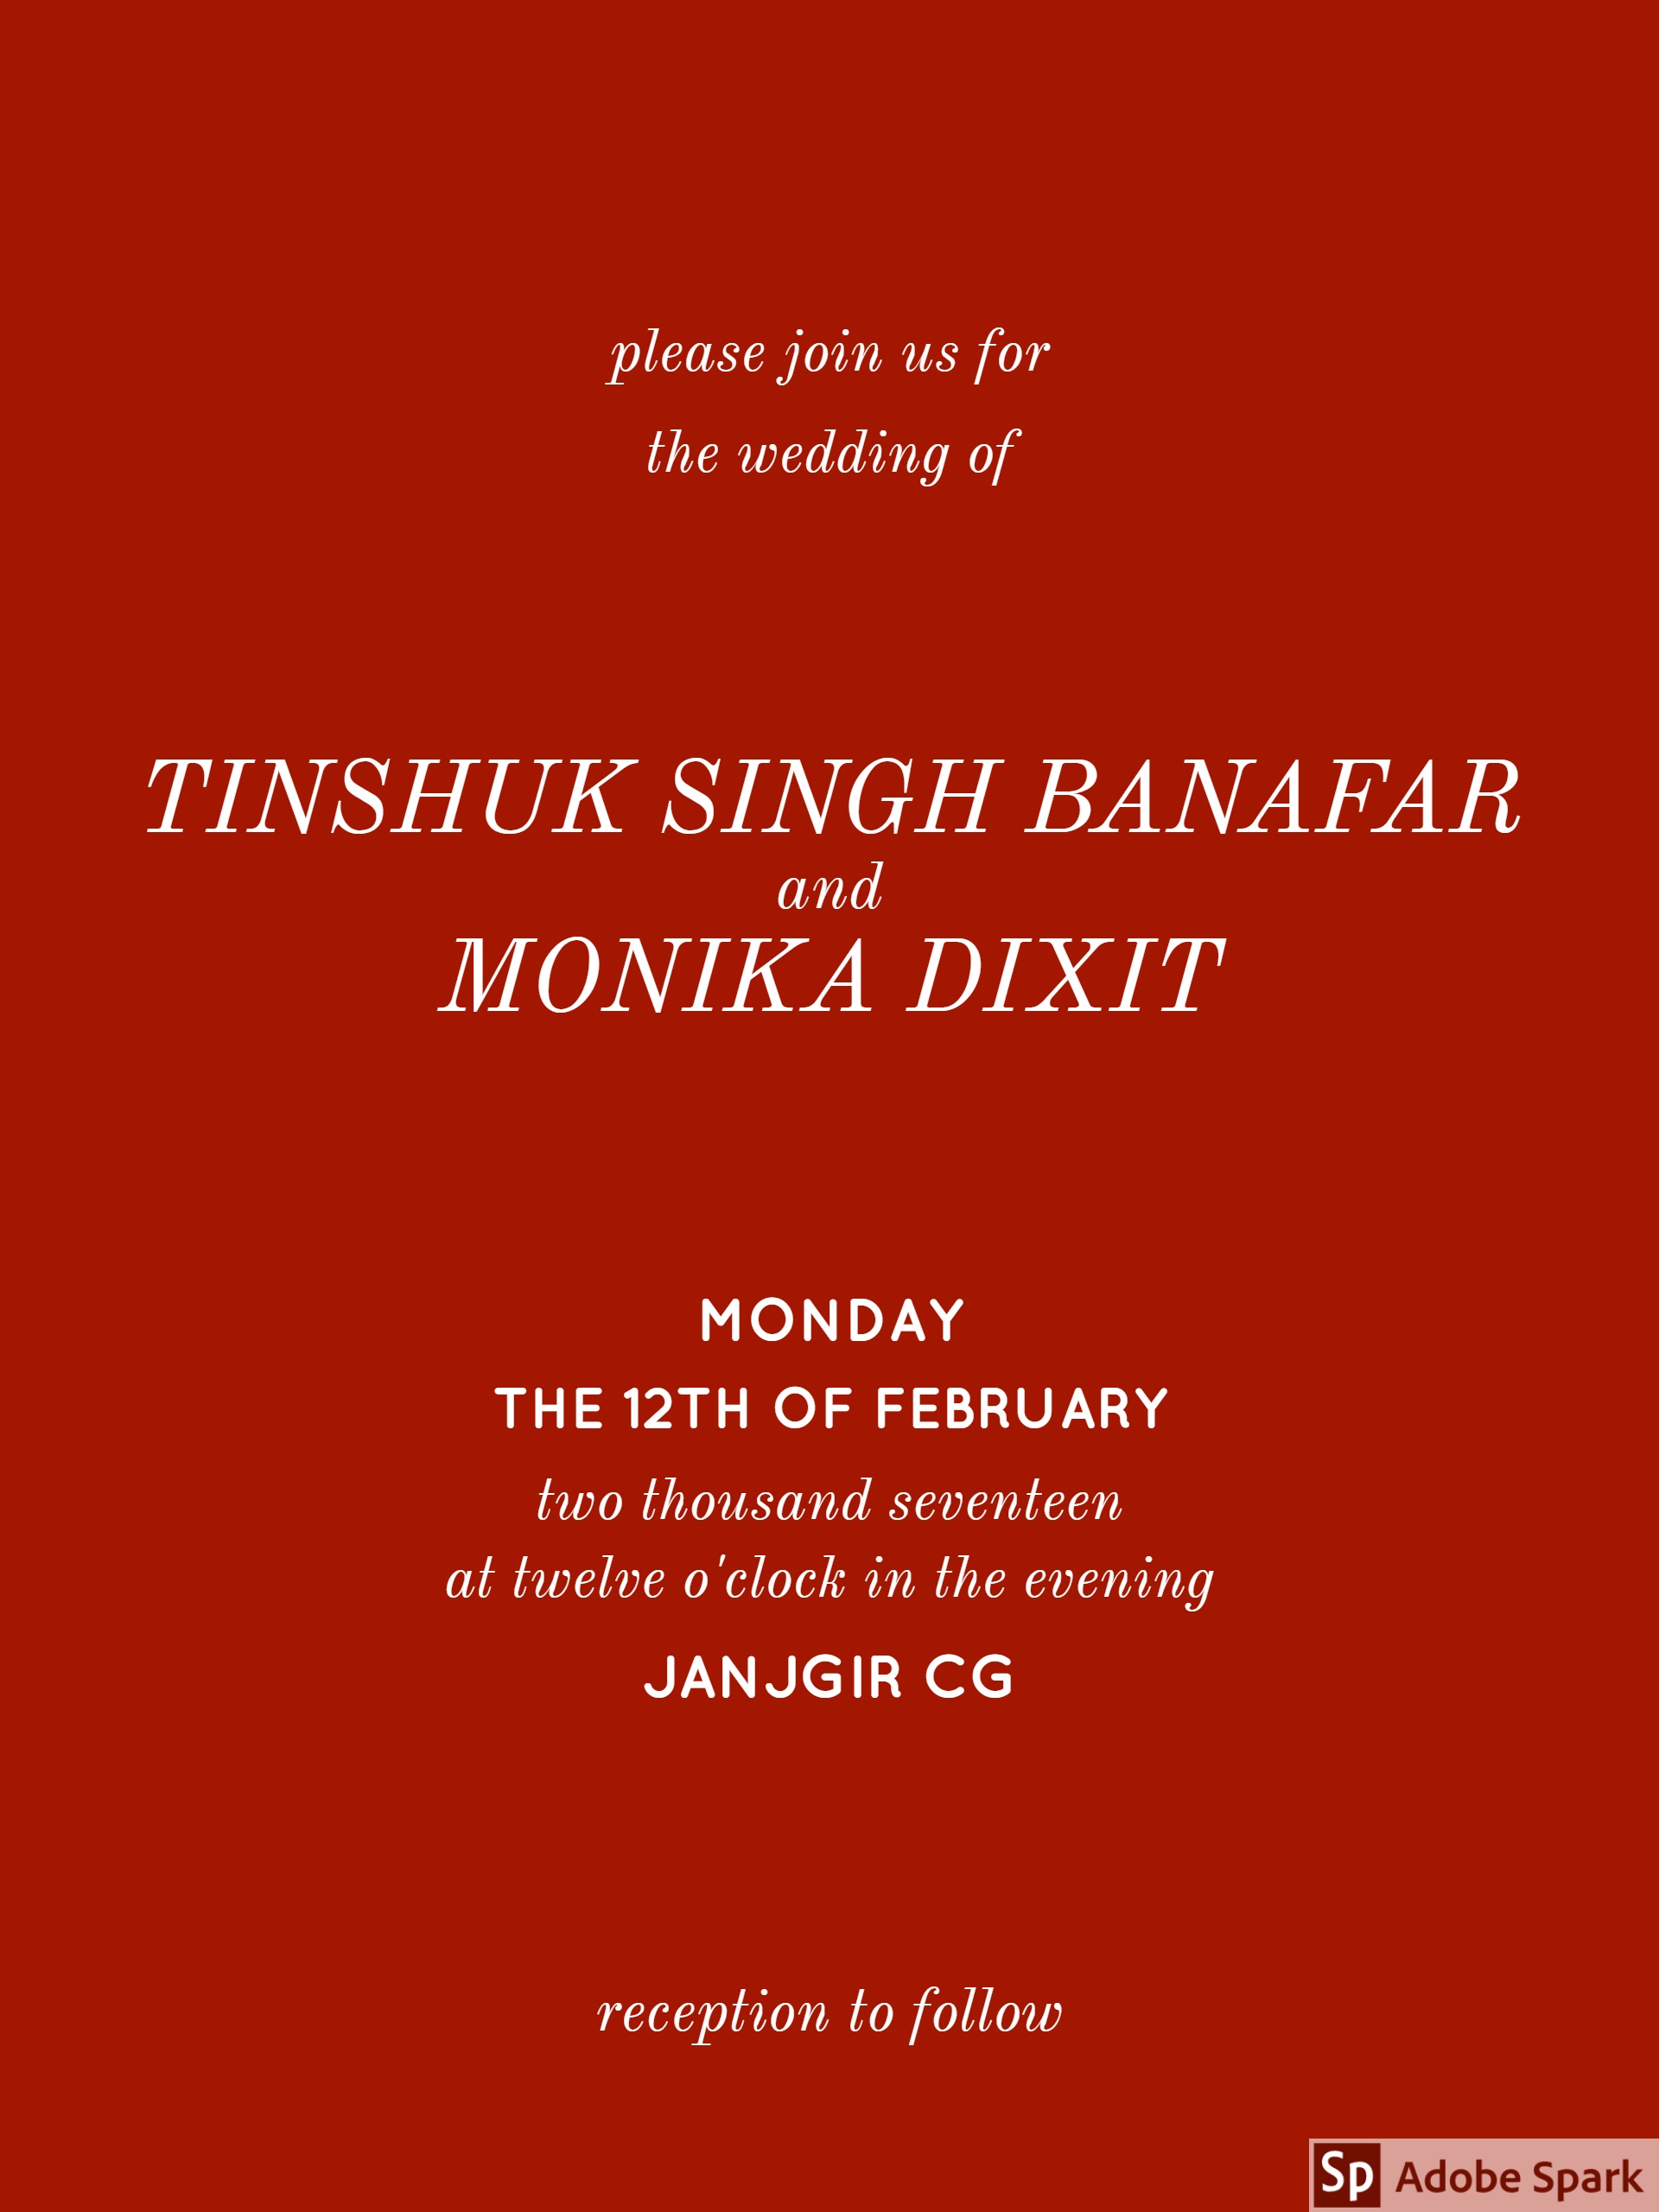 please join us for
the wedding of
TINSHUK SINGH BANAFAR
and
MONIKA DIXIT
MONDAY
THE 12TH OF FEBRUARY
two thousand seventeen
at twelve o'clock in the evening
JANJGIR CG
reception to follow
Sp Adobe Spark